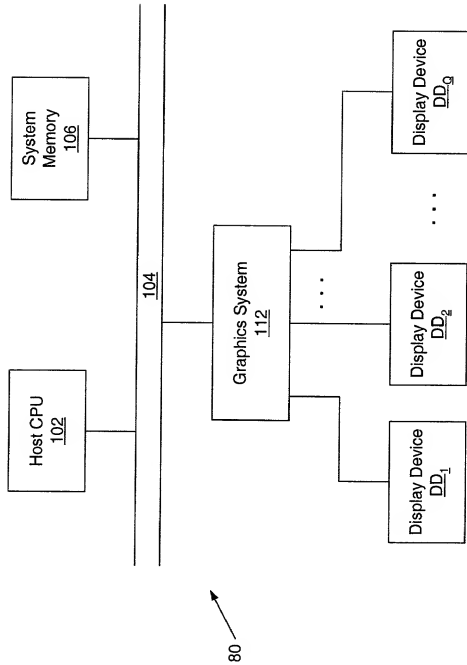 Host CPU
102
System
Memory
106
104
Graphics System
112
. . .
Display Device
DD1
Display Device
DD2
. . .
Display Device
DDQ
80